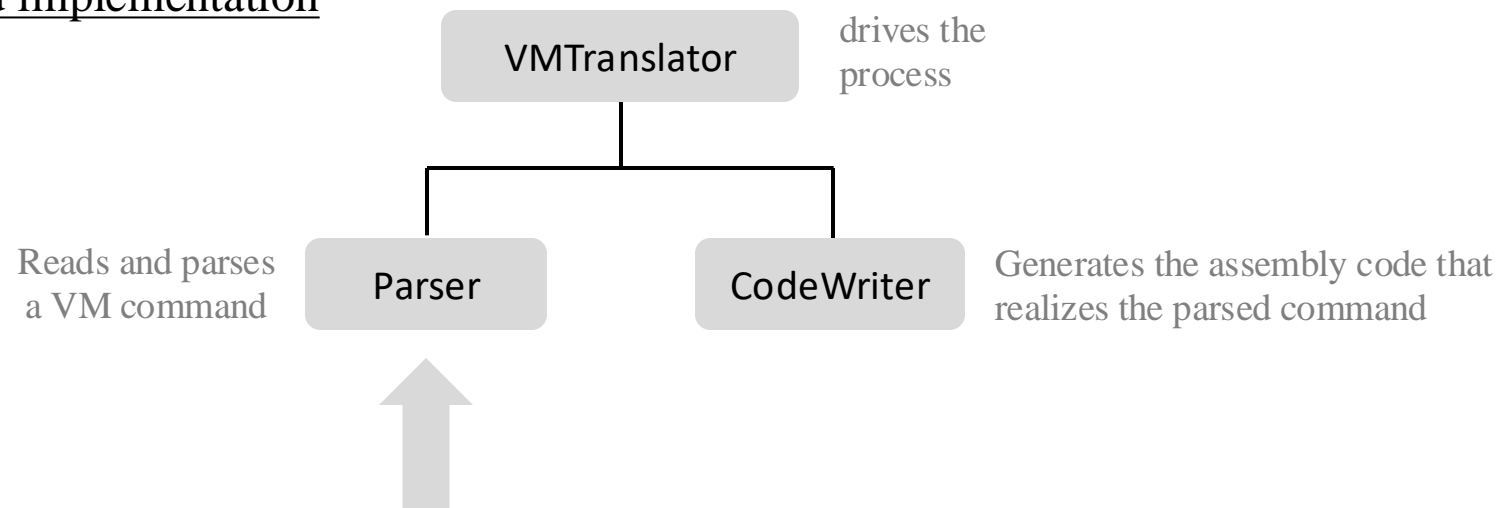 implementation
VMTranslator
drives the
process
Reads and parses
a VM command
Parser
CodeWriter
Generates the assembly code that
realizes the parsed command